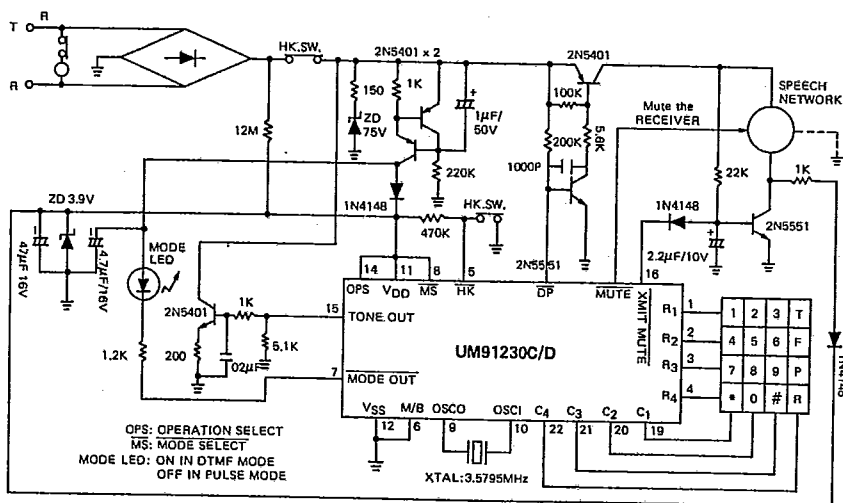 T
R
R
HK.SW.
2N5401 x 2
2N5401
150
1K
ZD
75V
+
1µF/
50V
100K
200K
5.6K
1000P
Mute the
RECEIVER
SPEECH
NETWORK
12M
220K
1N4148
22K
1K
ZD 3.9V
HK.SW.
470K
1N4148
2N5551
2.2µF/10V
+
47µF 16V
4.7µF/16V
MODE
LED
2N5551
14
11
8
5
16
OPS
VDD
MS
HK
DP
MUTE
XMIT MUTE
2N5401
1K
15
TONE. OUT
5.1K
200
02µF
1.2K
7
MODE OUT
UM91230C/D
R1
1
R2
2
R3
3
R4
4
1 2 3 T
4 5 6 F
7 8 9 P
* 0 # R
1N4148
VSS
M/B
OSCO
OSCI
C4
C3
C2
C1
12
6
9
10
22
21
20
19
OPS: OPERATION SELECT
MS: MODE SELECT
MODE LED: ON IN DTMF MODE
OFF IN PULSE MODE
XTAL: 3.5795MHz